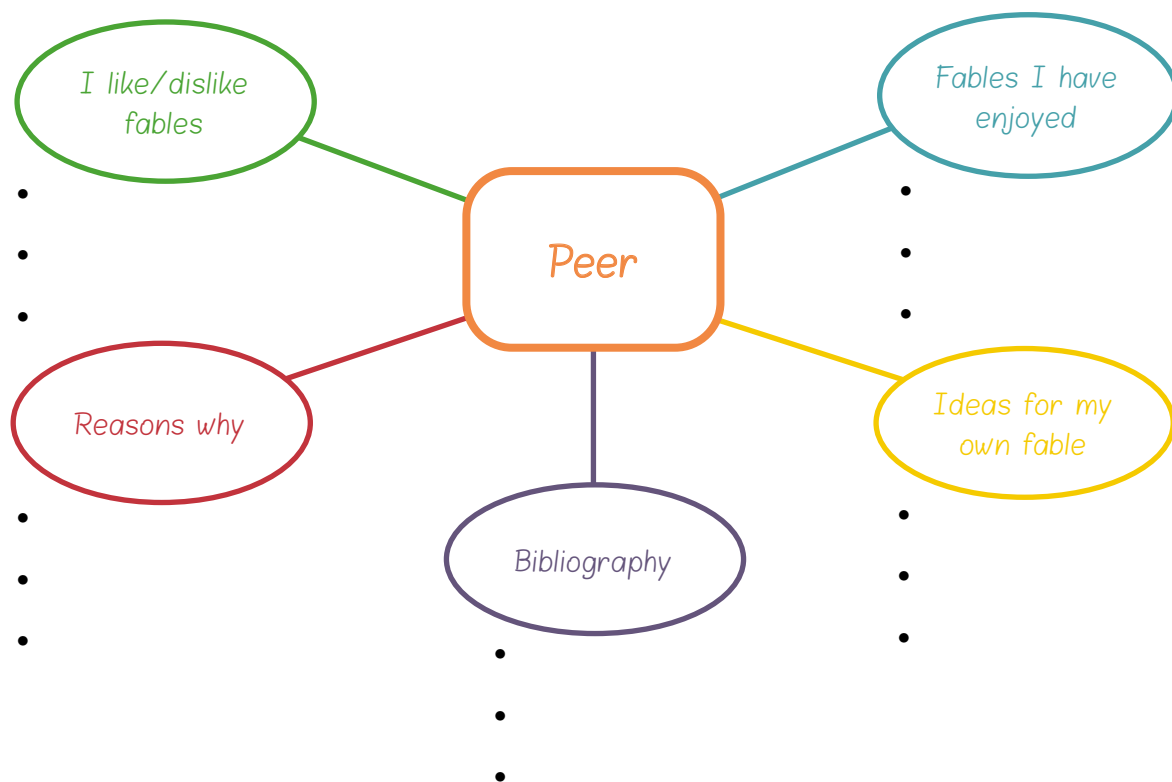 I like/dislike
fables
Fables I have
enjoyed
Peer
Reasons why
Ideas for my
own fable
Bibliography